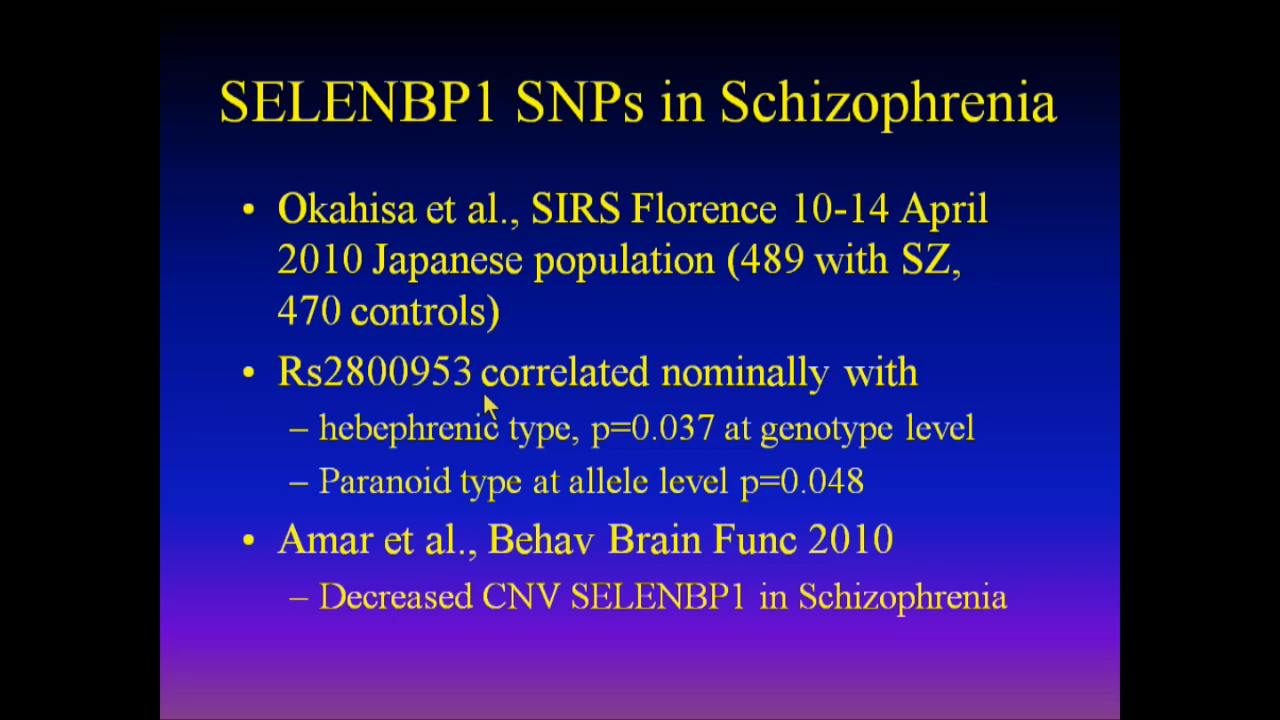 SELENBP1 SNPs in Schizophrenia
• Okahisa et al., SIRS Florence 10-14 April
2010 Japanese population (489 with SZ,
470 controls)
• Rs2800953 correlated nominally with
– hebephrenic type, p=0.037 at genotype level
– Paranoid type at allele level p=0.048
• Amar et al., Behav Brain Func 2010
– Decreased CNV SELENBP1 in Schizophrenia